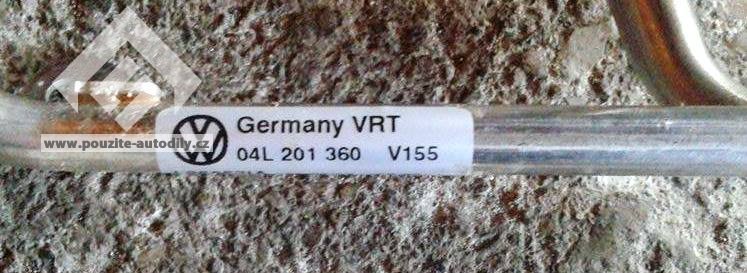 Germany VRT
04L 201 360 V155
www.pouzite-autodily.cz